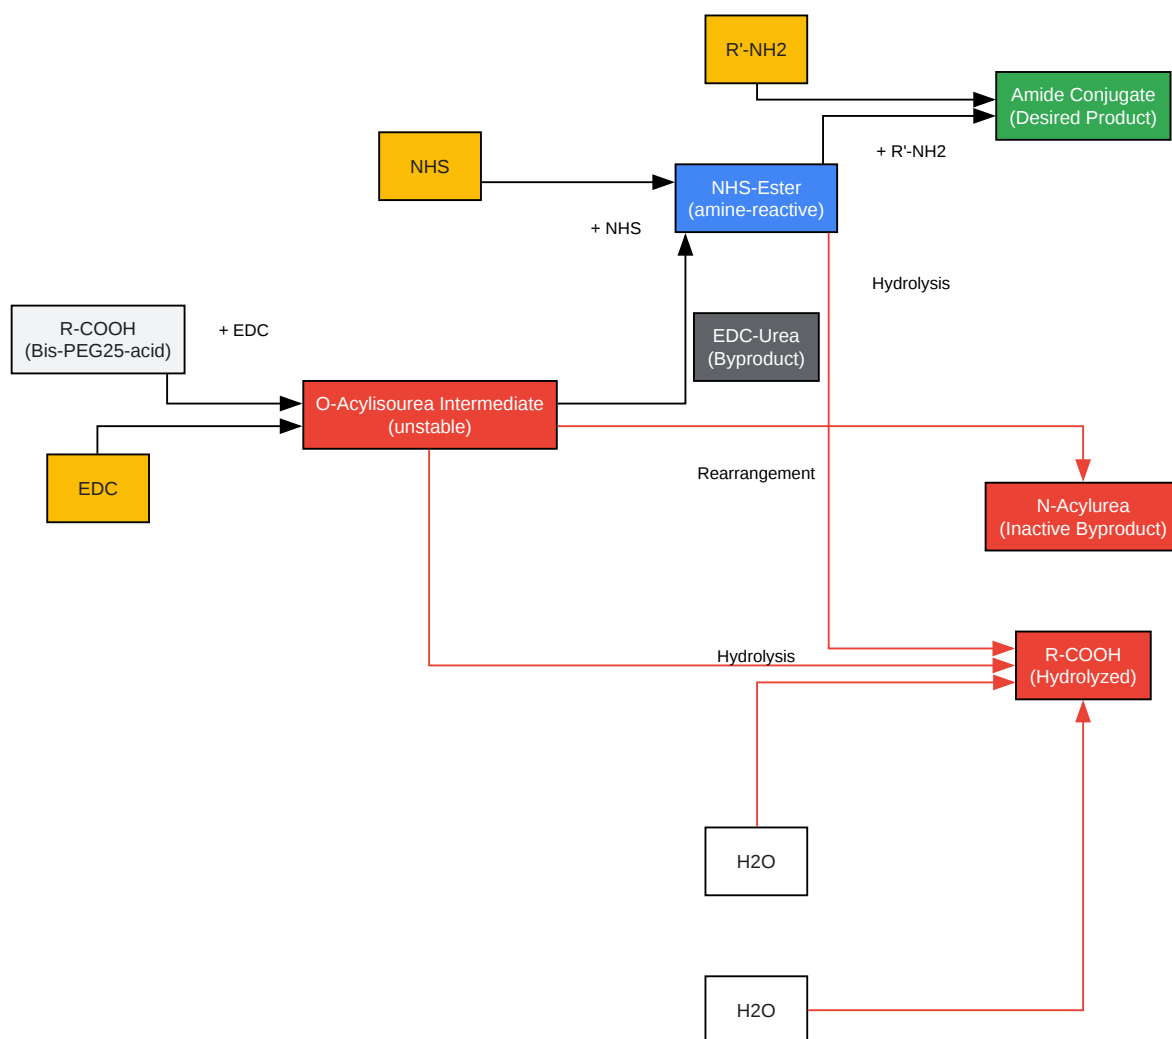 R'-NH2
Amide Conjugate
(Desired Product)
+ R'-NH2
NHS
NHS-Ester
(amine-reactive)
+ NHS
Hydrolysis
R-COOH
(Bis-PEG25-acid)
+ EDC
EDC-Urea
(Byproduct)
O-Acylisourea Intermediate
(unstable)
Rearrangement
EDC
N-Acylurea
(Inactive Byproduct)
Hydrolysis
R-COOH
(Hydrolyzed)
H2O
H2O